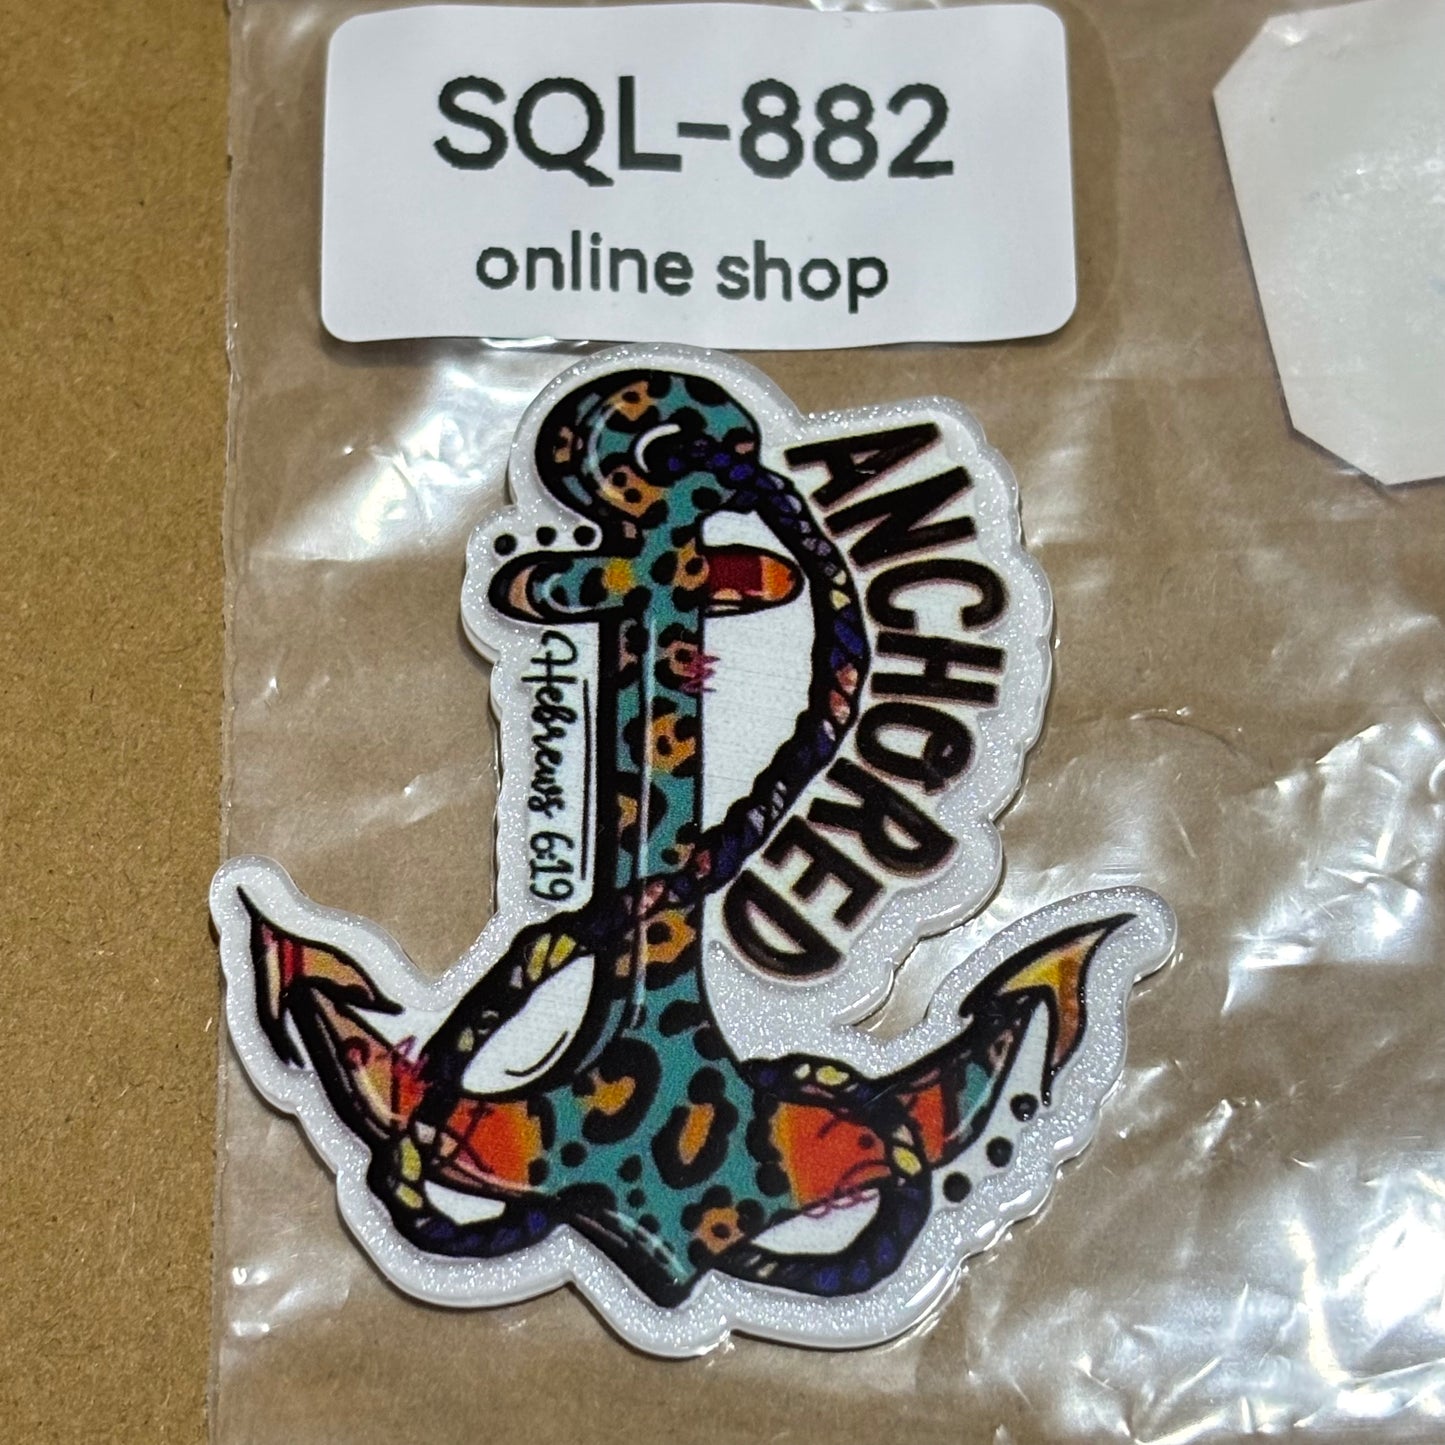 SQL-882
online shop
ANCHORED
Hebrews 6:19